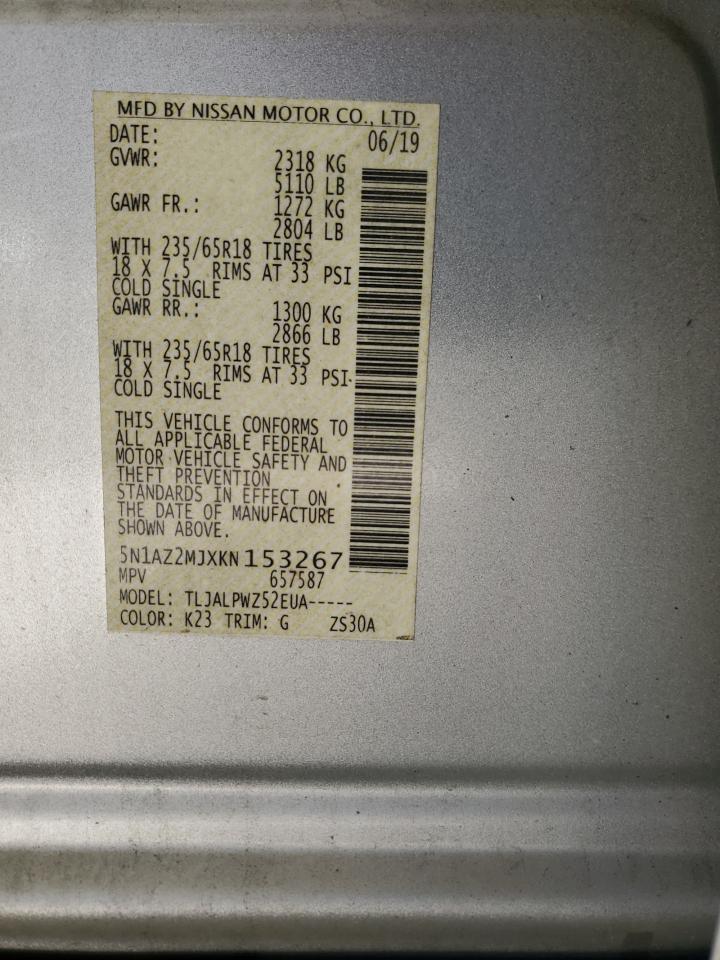 MFD BY NISSAN MOTOR CO., LTD.
DATE: 06/19
GVWR: 2318 KG
5110 LB
GAWR FR.: 1272 KG
2804 LB
WITH 235/65R18 TIRES
18 X 7.5 RIMS AT 33 PSI
COLD SINGLE
GAWR RR.: 1300 KG
2866 LB
WITH 235/65R18 TIRES
18 X 7.5 RIMS AT 33 PSI
COLD SINGLE
THIS VEHICLE CONFORMS TO
ALL APPLICABLE FEDERAL
MOTOR VEHICLE SAFETY AND
THEFT PREVENTION
STANDARDS IN EFFECT ON
THE DATE OF MANUFACTURE
SHOWN ABOVE.
5N1AZ2MJXKN153267
MPV 657587
MODEL: TLJALPWZ52EUA-----
COLOR: K23 TRIM: G ZS30A